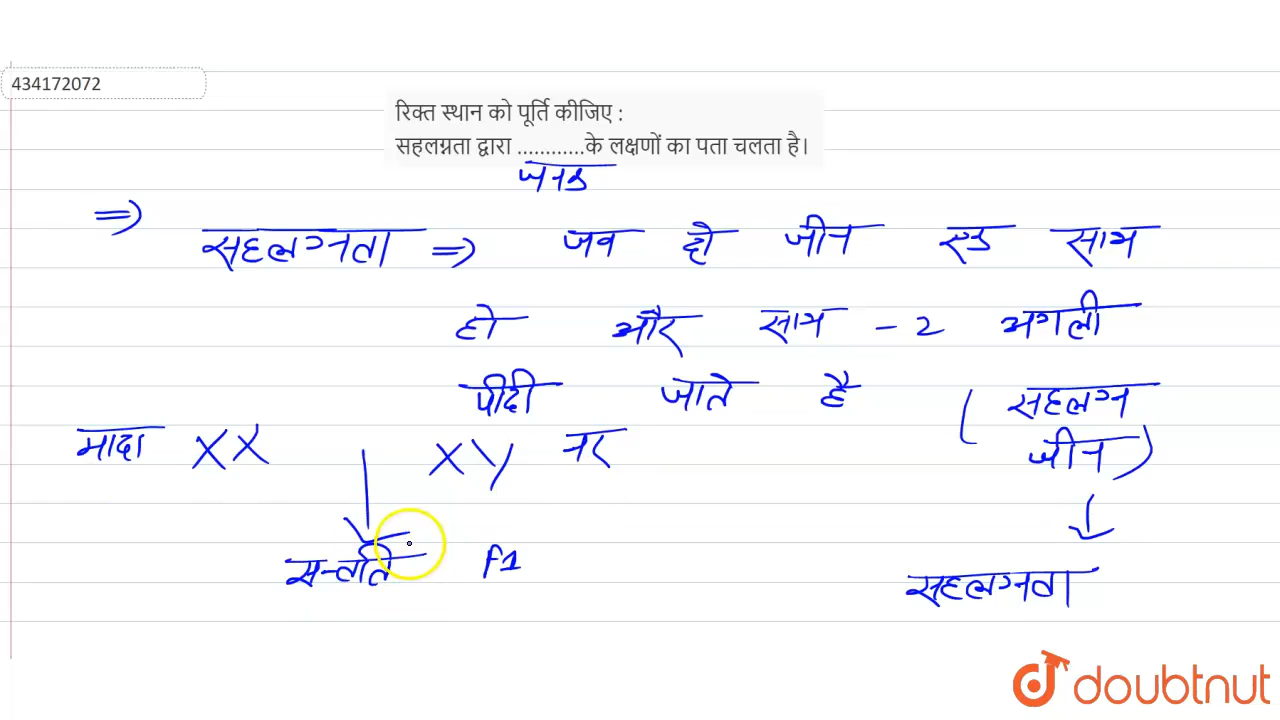 434172072
रिक्त स्थान को पूर्ति कीजिए :
सहलग्नता द्वारा ............के लक्षणों का पता चलता है।
जनक
⇒ सहलग्नता ⇒ जब दो जीन एक साथ
हो और साथ - 2 अगली
पीढी जाते है (सहलग्न
जीन)
मादा XX XY नर
सन्तति F1
सहलग्नता
doubtnut